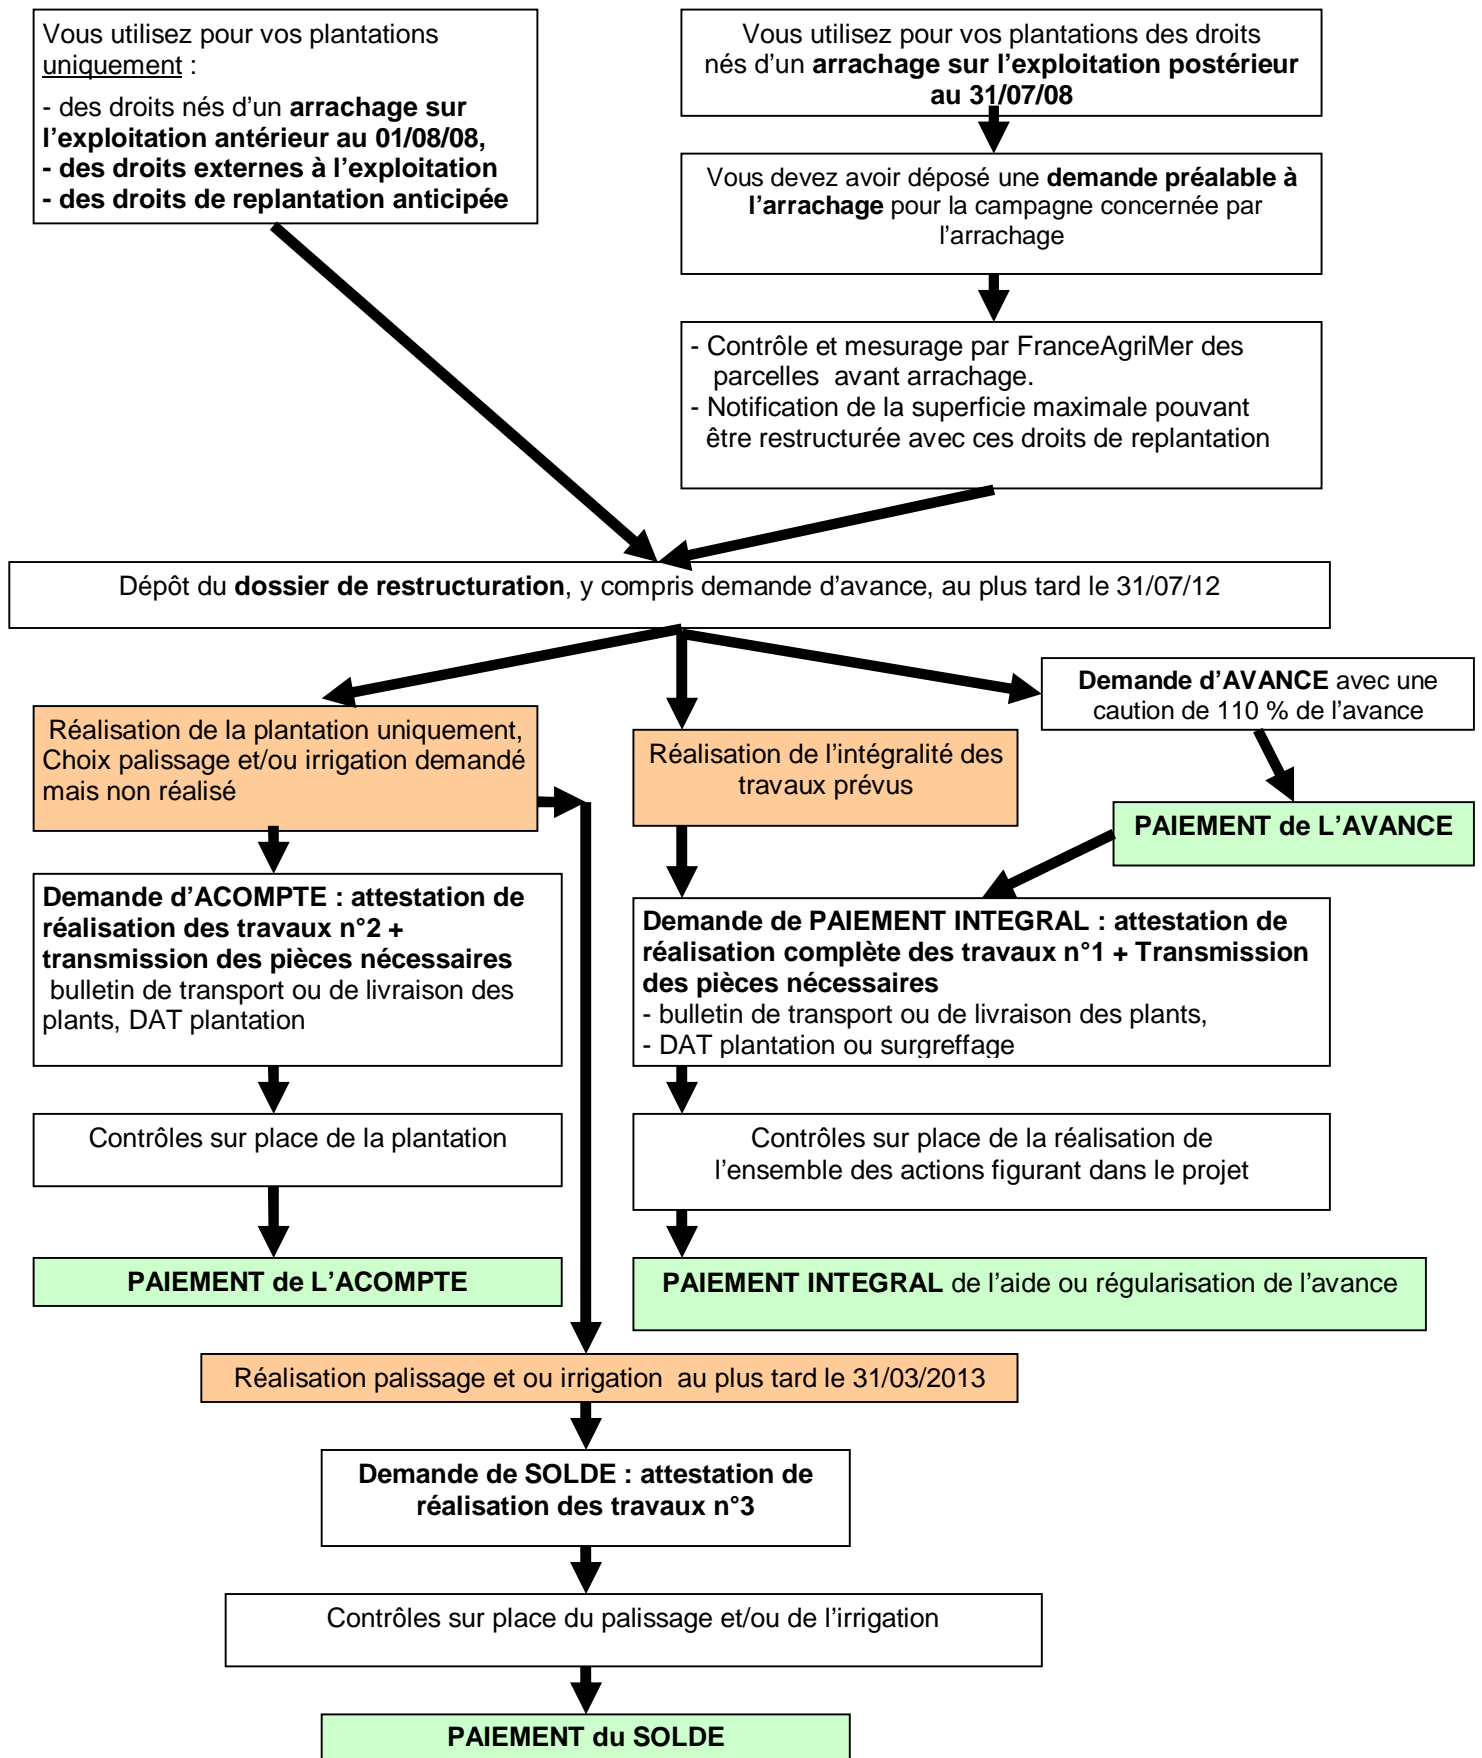 Vous utilisez pour vos plantations
uniquement :
- des droits nés d’un arrachage sur
l’exploitation antérieur au 01/08/08,
- des droits externes à l’exploitation
- des droits de replantation anticipée
Vous utilisez pour vos plantations des droits
nés d’un arrachage sur l’exploitation postérieur
au 31/07/08
Vous devez avoir déposé une demande préalable à
l’arrachage pour la campagne concernée par
l’arrachage
- Contrôle et mesurage par FranceAgriMer des
parcelles avant arrachage.
- Notification de la superficie maximale pouvant
être restructurée avec ces droits de replantation
Dépôt du dossier de restructuration, y compris demande d’avance, au plus tard le 31/07/12
Demande d’AVANCE avec une
caution de 110 % de l’avance
Réalisation de la plantation uniquement,
Choix palissage et/ou irrigation demandé
mais non réalisé
Réalisation de l’intégralité des
travaux prévus
PAIEMENT de L’AVANCE
Demande d’ACOMPTE : attestation de
réalisation des travaux n°2 +
transmission des pièces nécessaires
bulletin de transport ou de livraison des
plants, DAT plantation
Demande de PAIEMENT INTEGRAL : attestation de
réalisation complète des travaux n°1 + Transmission
des pièces nécessaires
- bulletin de transport ou de livraison des plants,
- DAT plantation ou surgreffage
Contrôles sur place de la plantation
Contrôles sur place de la réalisation de
l’ensemble des actions figurant dans le projet
PAIEMENT de L’ACOMPTE
PAIEMENT INTEGRAL de l’aide ou régularisation de l’avance
Réalisation palissage et ou irrigation au plus tard le 31/03/2013
Demande de SOLDE : attestation de
réalisation des travaux n°3
Contrôles sur place du palissage et/ou de l’irrigation
PAIEMENT du SOLDE